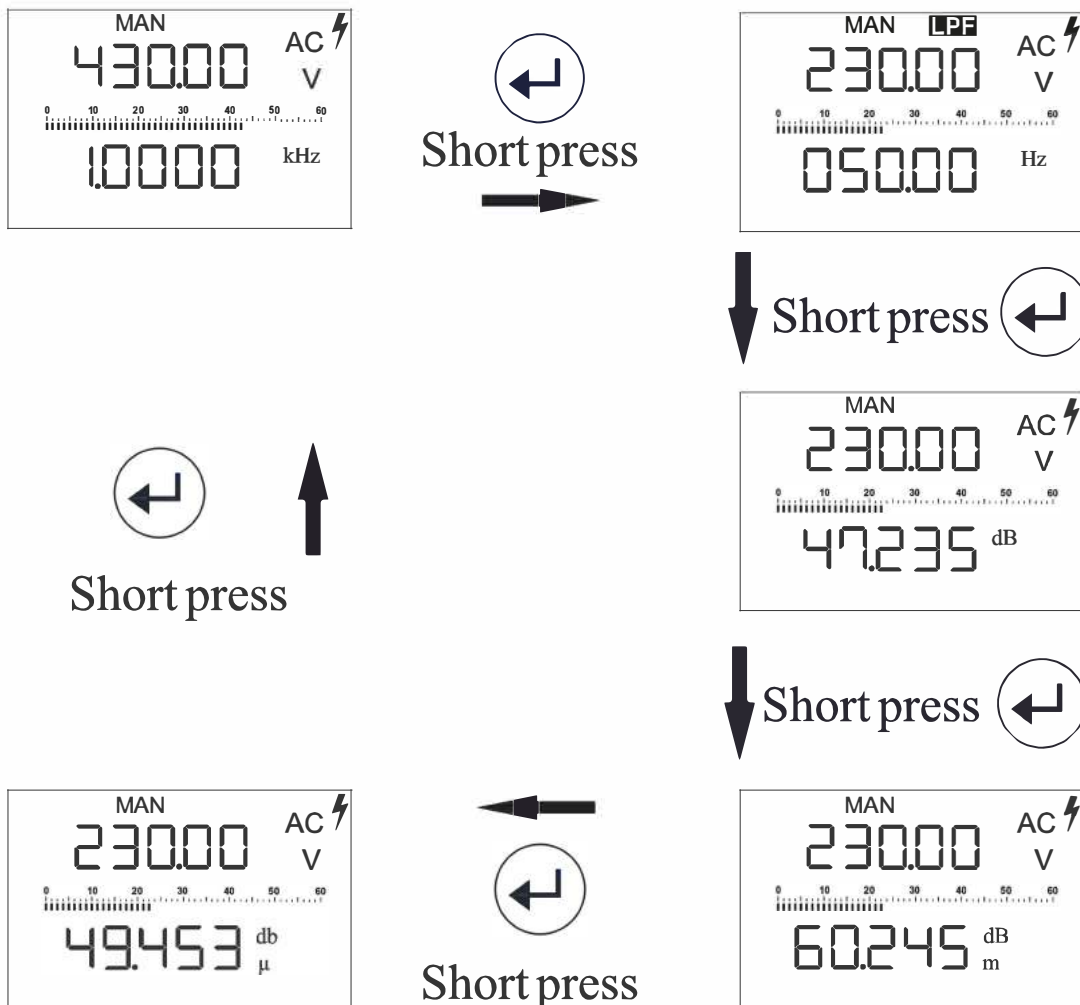 MAN
430.00 AC V
0 10 20 30 40 50 60
1.0000 kHz
Short press
MAN LPF
230.00 AC V
0 10 20 30 40 50 60
050.00 Hz
Short press
MAN
230.00 AC V
0 10 20 30 40 50 60
47.235 dB
Short press
Short press
MAN
230.00 AC V
0 10 20 30 40 50 60
60.245 dB m
Short press
MAN
230.00 AC V
0 10 20 30 40 50 60
49.453 db µ